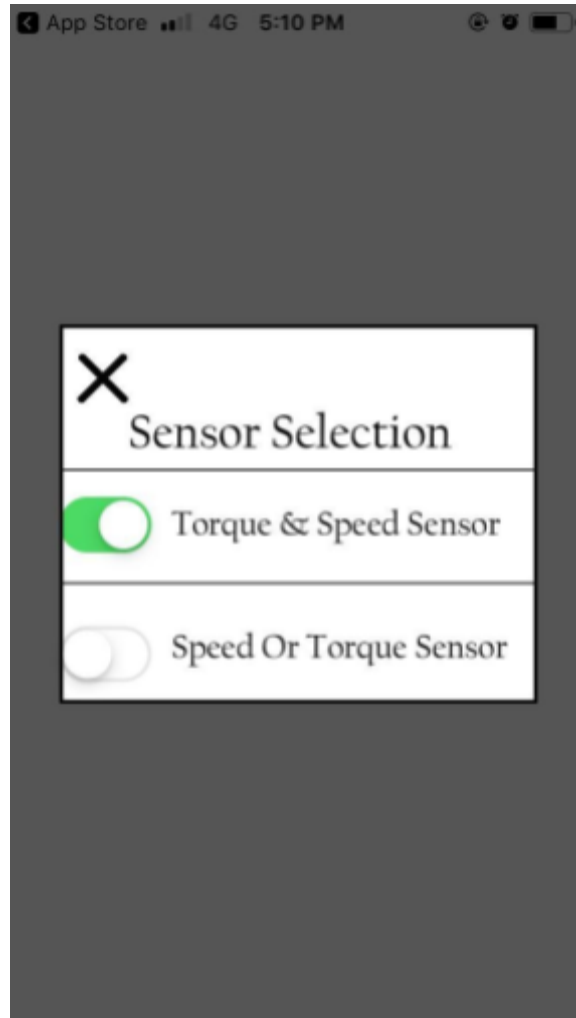 App Store 4G 5:10 PM
Sensor Selection
Torque & Speed Sensor
Speed Or Torque Sensor